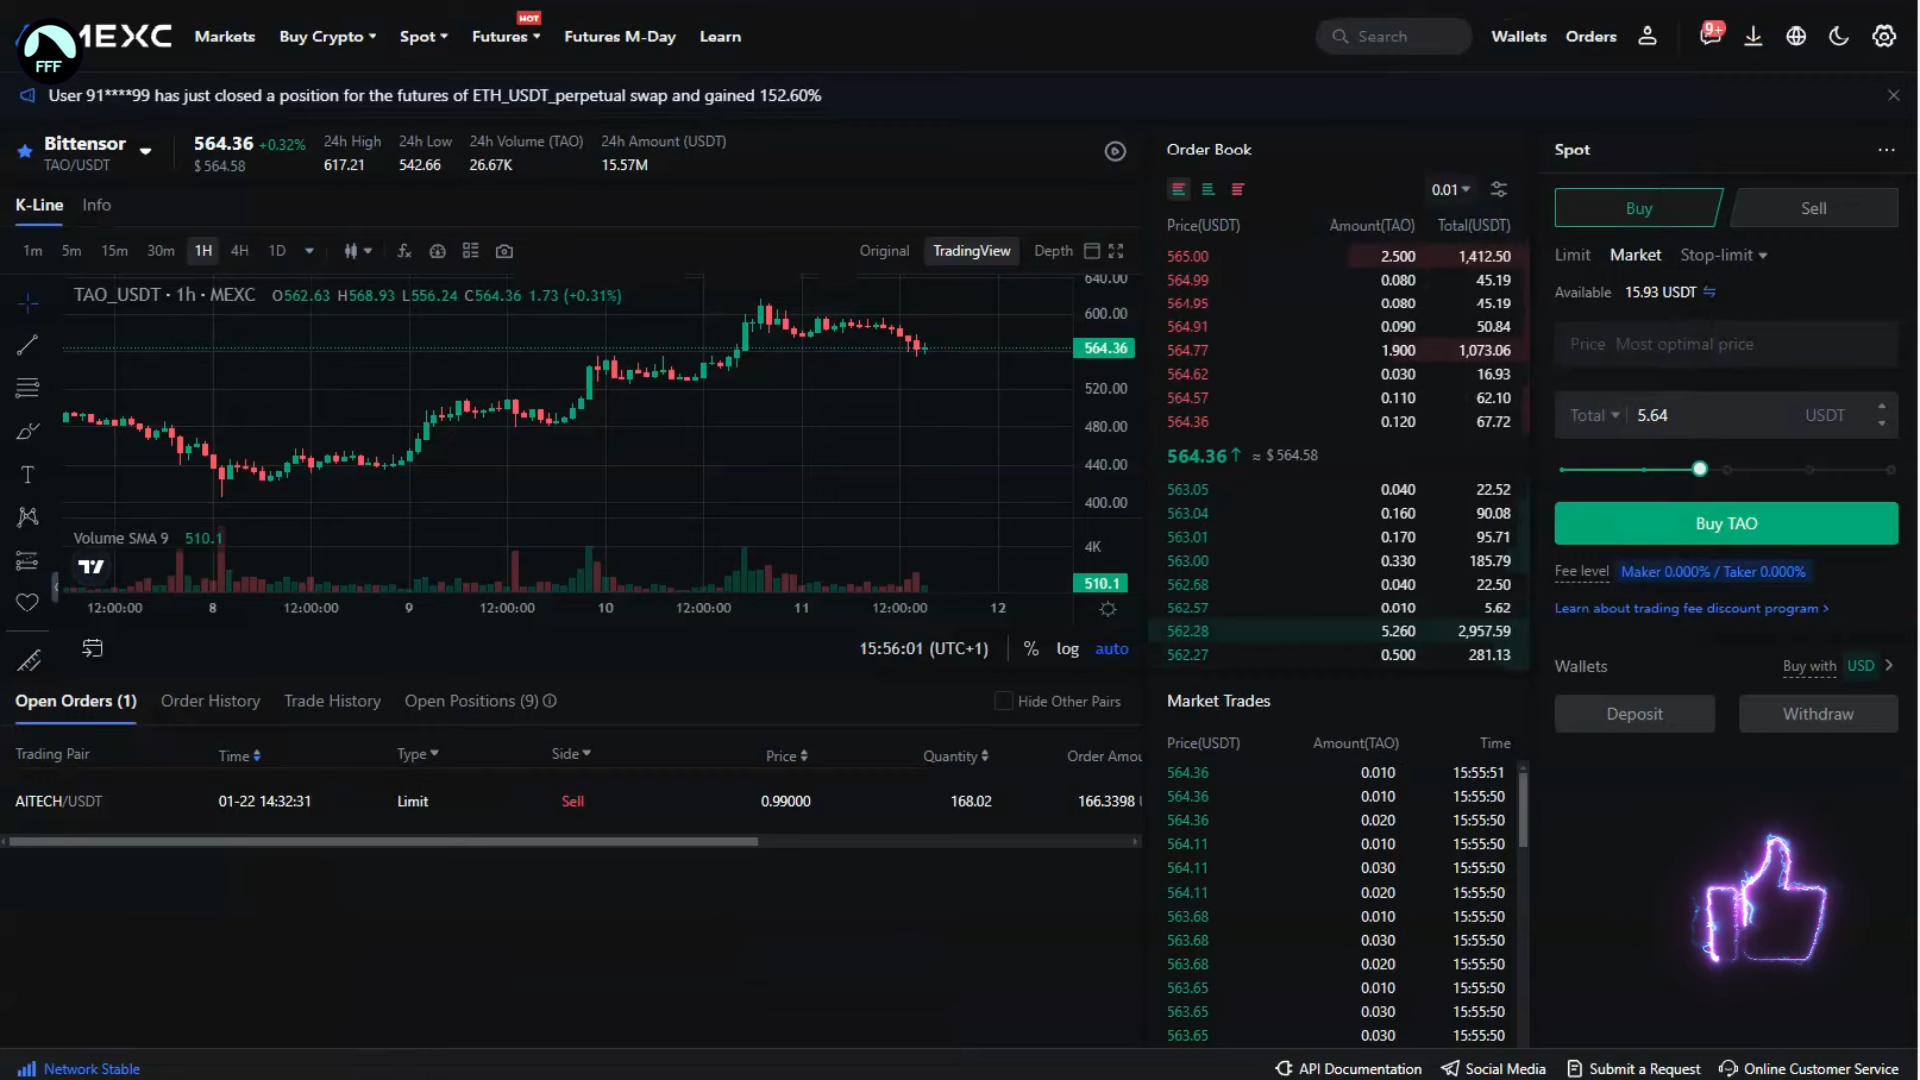 MEXC
FFF
Markets
Buy Crypto
Spot
Futures
HOT
Futures M-Day
Learn
Search
Wallets
Orders
9+
User 91****99 has just closed a position for the futures of ETH_USDT_perpetual swap and gained 152.60%
Bittensor
TAO/USDT
564.36 +0.32%
$ 564.58
24h High
617.21
24h Low
542.66
24h Volume (TAO)
26.67K
24h Amount (USDT)
15.57M
K-Line
Info
1m 5m 15m 30m 1H 4H 1D
Original TradingView Depth
TAO_USDT · 1h · MEXC O562.63 H568.93 L556.24 C564.36 1.73 (+0.31%)
640.00
600.00
564.36
520.00
480.00
440.00
400.00
Volume SMA 9 510.1
4K
510.1
12:00:00 8 12:00:00 9 12:00:00 10 12:00:00 11 12:00:00 12
15:56:01 (UTC+1) % log auto
Open Orders (1) Order History Trade History Open Positions (9) Hide Other Pairs
Trading Pair Time Type Side Price Quantity Order Amou
AITECH/USDT 01-22 14:32:31 Limit Sell 0.99000 168.02 166.3398
Order Book
0.01
Price(USDT) Amount(TAO) Total(USDT)
565.00 2.500 1,412.50
564.99 0.080 45.19
564.95 0.080 45.19
564.91 0.090 50.84
564.77 1.900 1,073.06
564.62 0.030 16.93
564.57 0.110 62.10
564.36 0.120 67.72
564.36↑ ≈ $ 564.58
563.05 0.040 22.52
563.04 0.160 90.08
563.01 0.170 95.71
563.00 0.330 185.79
562.68 0.040 22.50
562.57 0.010 5.62
562.28 5.260 2,957.59
562.27 0.500 281.13
Market Trades
Price(USDT) Amount(TAO) Time
564.36 0.010 15:55:51
564.36 0.010 15:55:50
564.36 0.020 15:55:50
564.11 0.010 15:55:50
564.11 0.030 15:55:50
564.11 0.020 15:55:50
563.68 0.010 15:55:50
563.68 0.030 15:55:50
563.68 0.020 15:55:50
563.65 0.010 15:55:50
563.65 0.030 15:55:50
563.65 0.030 15:55:50
Spot
Buy Sell
Limit Market Stop-limit
Available 15.93 USDT
Price Most optimal price
Total 5.64 USDT
Buy TAO
Fee level Maker 0.000% / Taker 0.000%
Learn about trading fee discount program >
Wallets
Buy with USD
Deposit Withdraw
Network Stable
API Documentation
Social Media
Submit a Request
Online Customer Service